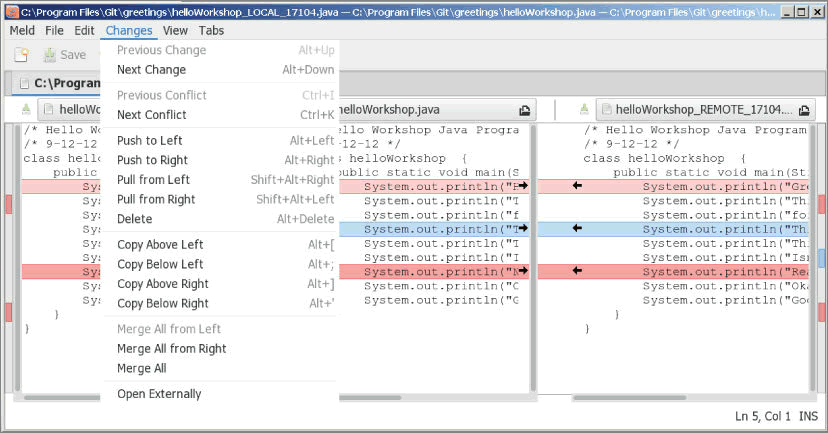 C:\Program Files\Git\greetings\helloWorkshop_LOCAL_17104.java — C:\Program Files\Git\greetings\helloWorkshop.java — C:\Program Files\Git\greetings\h...
Meld File Edit Changes View Tabs
Save
C:\Program
Previous Change Alt+Up
Next Change Alt+Down
Previous Conflict Ctrl+I
Next Conflict Ctrl+K
Push to Left Alt+Left
Push to Right Alt+Right
Pull from Left Shift+Alt+Right
Pull from Right Shift+Alt+Left
Delete Alt+Delete
Copy Above Left Alt+[
Copy Below Left Alt+;
Copy Above Right Alt+]
Copy Below Right Alt+'
Merge All from Left
Merge All from Right
Merge All
Open Externally
helloWo
/* Hello W
/* 9-12-12
class hello
public
Sys
Sys
Sys
Sys
Sys
Sys
Sys
Sys
Sys
}
}
helloWorkshop.java
Hello Workshop Java Program
9-12-12 */
helloWorkshop {
public static void main(S
System.out.println("H
System.out.println("T
System.out.println("f
System.out.println("T
System.out.println("T
System.out.println("I
System.out.println("N
System.out.println("O
System.out.println("G
helloWorkshop_REMOTE_17104....
/* Hello Workshop Java Program
/* 9-12-12 */
class helloWorkshop {
public static void main(Sti
System.out.println("Gre
System.out.println("Thi
System.out.println("for
System.out.println("Thi
System.out.println("Thi
System.out.println("Isn
System.out.println("Rea
System.out.println("Oka
System.out.println("Goo
}
}
Ln 5, Col 1 INS